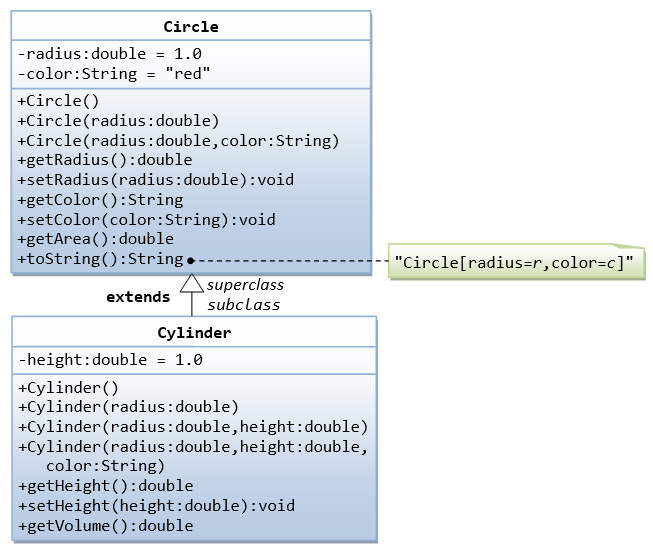 Circle
-radius:double = 1.0
-color:String = "red"
+Circle()
+Circle(radius:double)
+Circle(radius:double,color:String)
+getRadius():double
+setRadius(radius:double):void
+getColor():String
+setColor(color:String):void
+getArea():double
+toString():String
"Circle[radius=r,color=c]"
superclass
extends
subclass
Cylinder
-height:double = 1.0
+Cylinder()
+Cylinder(radius:double)
+Cylinder(radius:double,height:double)
+Cylinder(radius:double,height:double,
color:String)
+getHeight():double
+setHeight(height:double):void
+getVolume():double